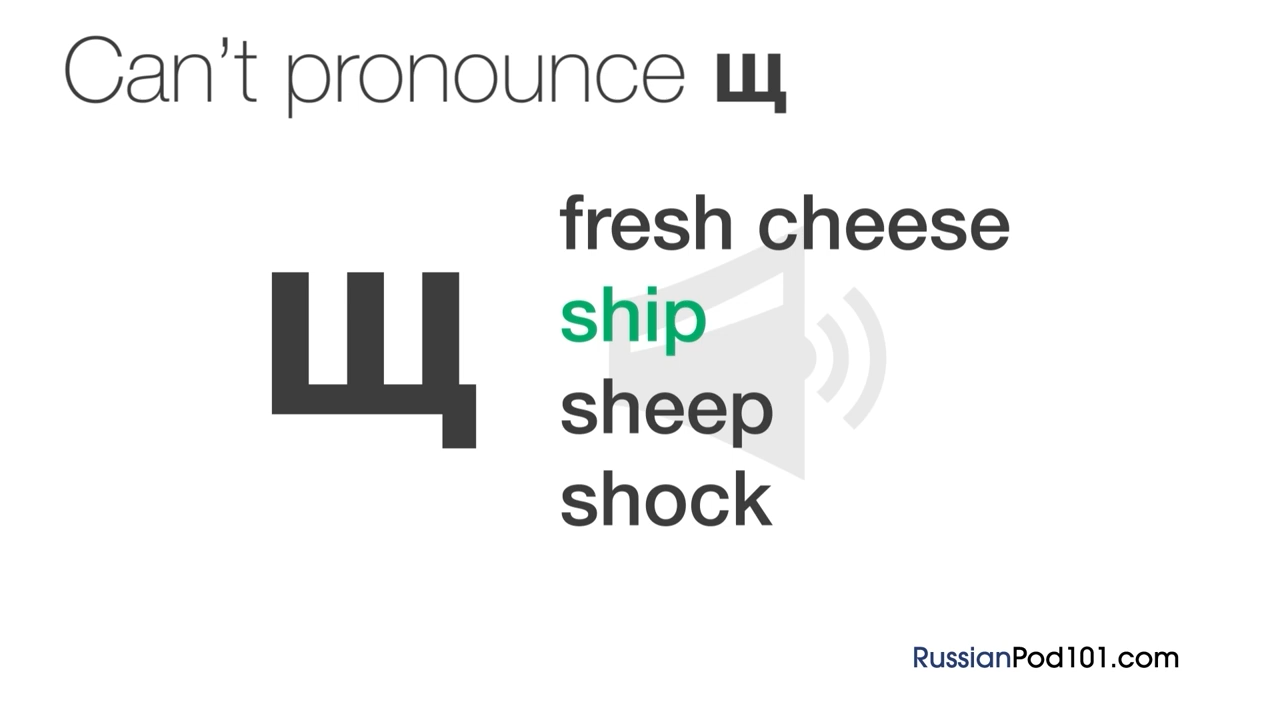 Can't pronounce щ
щ
fresh cheese
ship
sheep
shock
RussianPod101.com